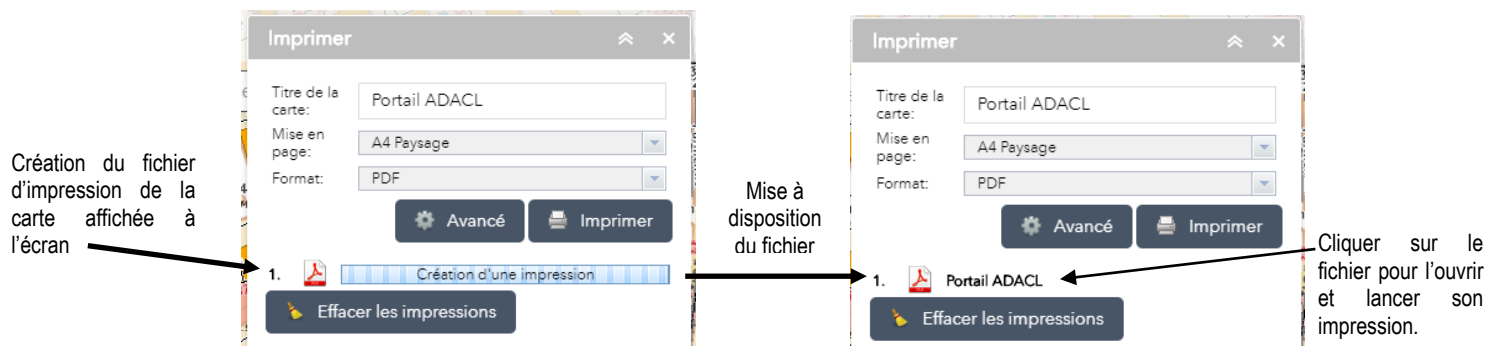 Création du fichier
d'impression de la
carte affichée à
l'écran
Imprimer
Titre de la
carte:
Portail ADACL
Mise en
page:
A4 Paysage
Format:
PDF
Avancé
Imprimer
1.
Création d'une impression
Effacer les impressions
Mise à
disposition
du fichier
Imprimer
Titre de la
carte:
Portail ADACL
Mise en
page:
A4 Paysage
Format:
PDF
Avancé
Imprimer
1.
Portail ADACL
Effacer les impressions
Cliquer sur le
fichier pour l'ouvrir
et lancer son
impression.